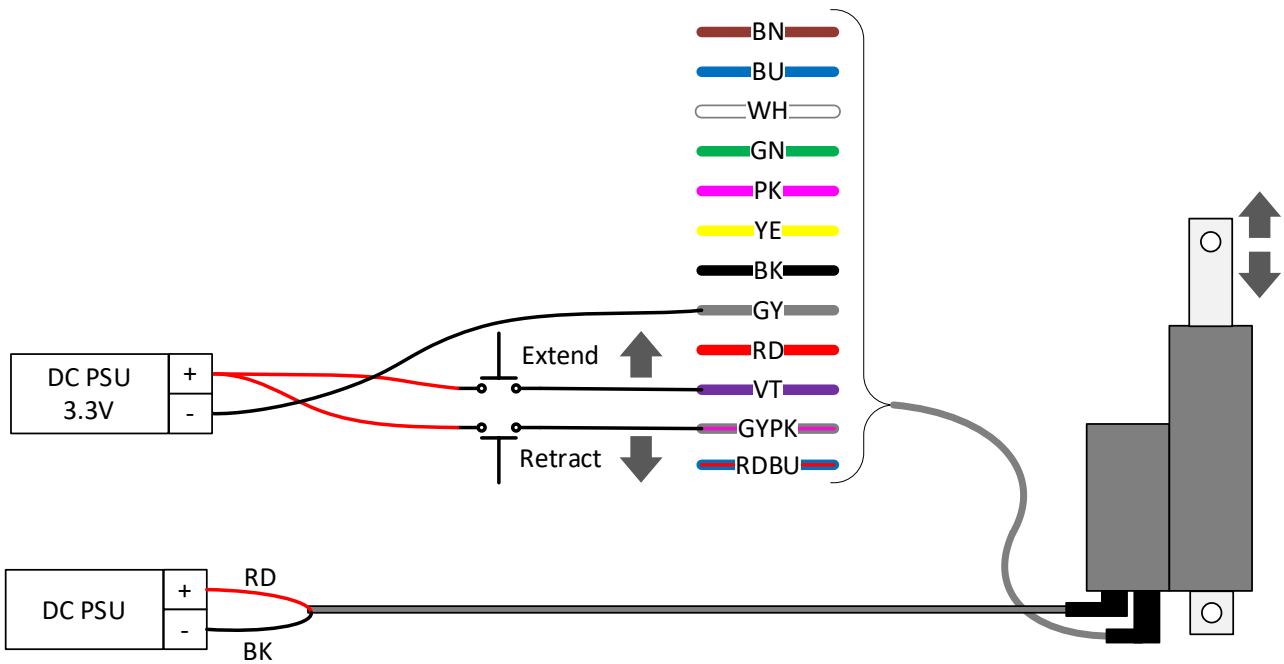 BN
BU
WH
GN
PK
YE
BK
GY
RD
VT
GYPK
RDBU
Extend
Retract
DC PSU
3.3V
+
-
DC PSU
+
-
RD
BK